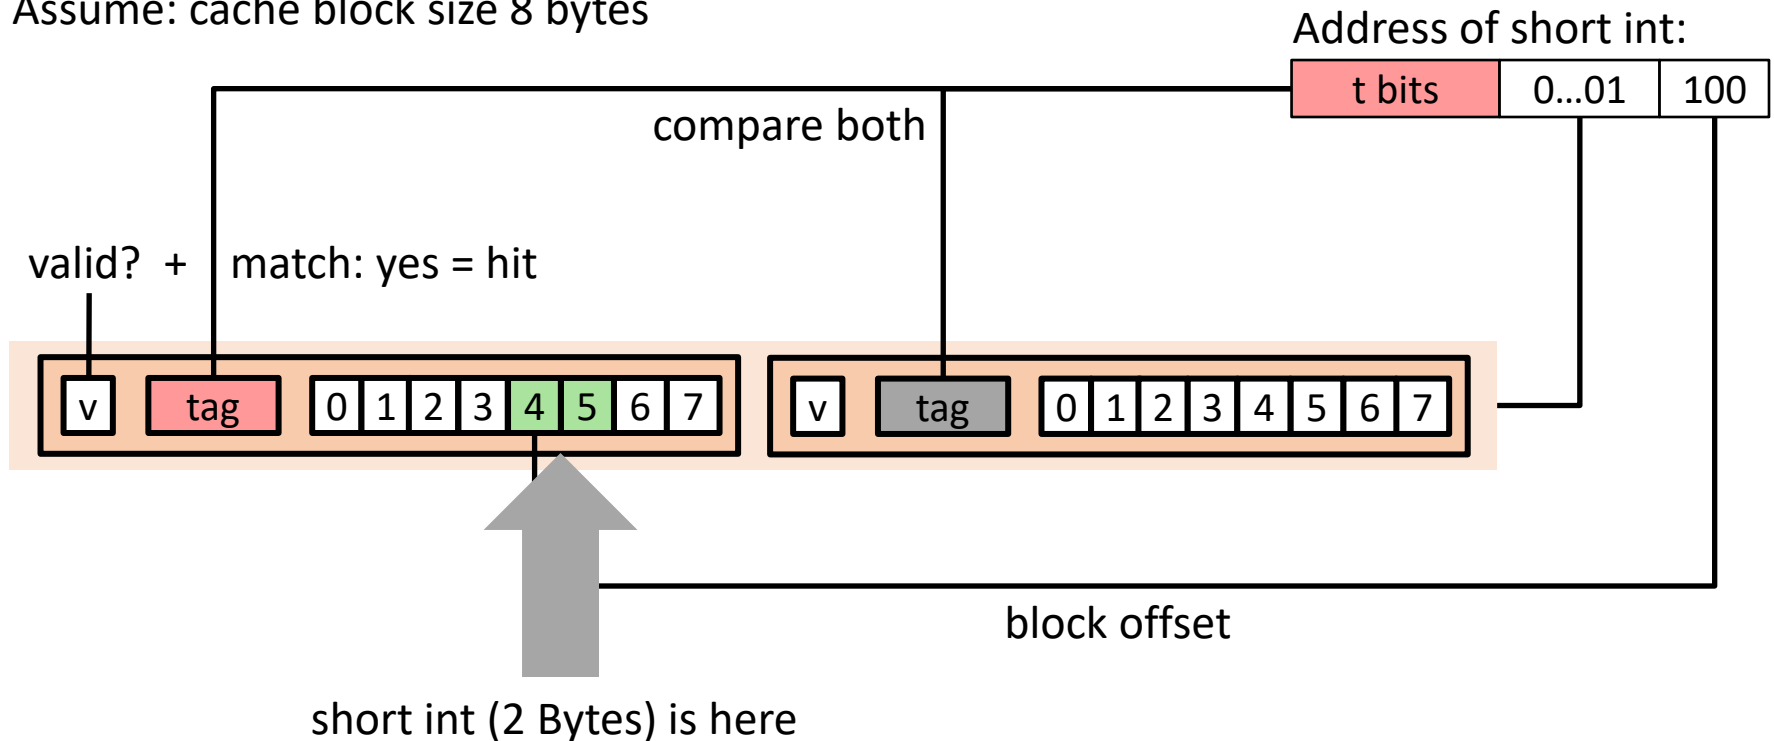 Assume: cache block size 8 bytes
Address of short int:
t bits 0...01 100
compare both
valid? + match: yes = hit
v tag 0 1 2 3 4 5 6 7 v tag 0 1 2 3 4 5 6 7
block offset
short int (2 Bytes) is here